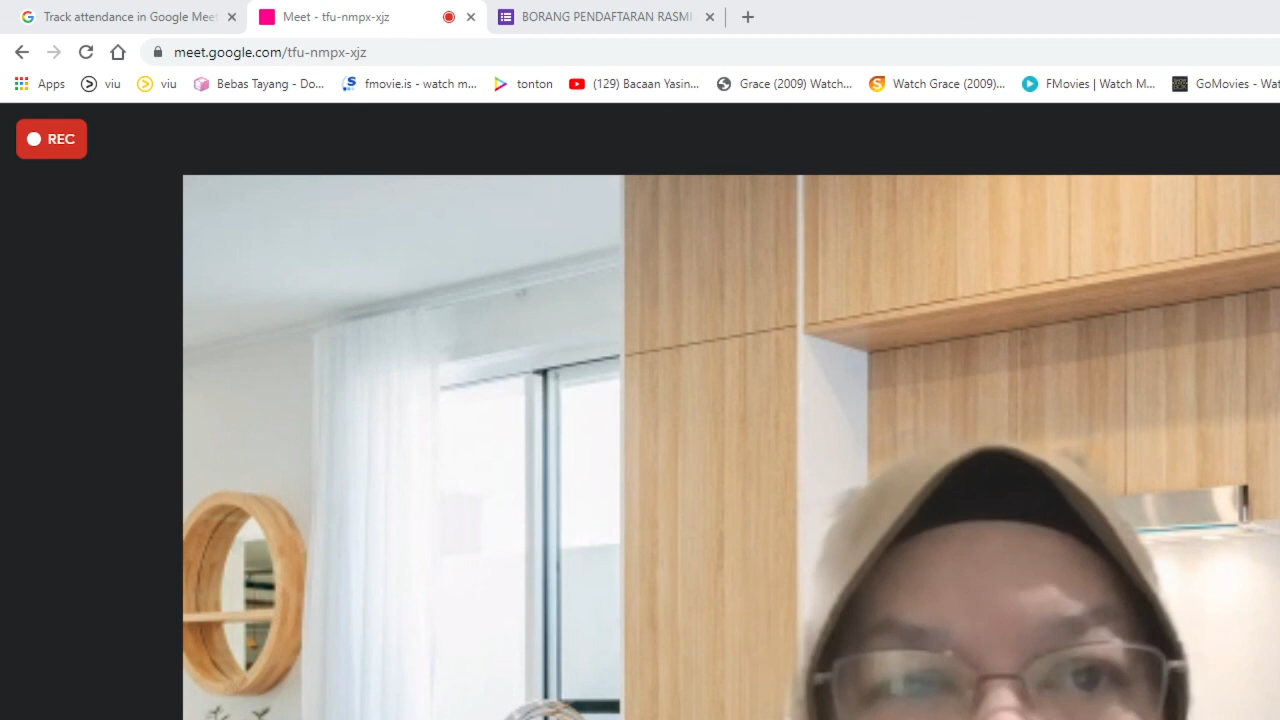 Track attendance in Google Mee
Meet - tfu-nmpx-xjz
BORANG PENDAFTARAN RASMI
meet.google.com/tfu-nmpx-xjz
Apps
viu
viu
Bebas Tayang - Do...
fmovie.is - watch m...
tonton
(129) Bacaan Yasin...
Grace (2009) Watch...
Watch Grace (2009)...
FMovies | Watch M...
GoMovies - Wat
REC